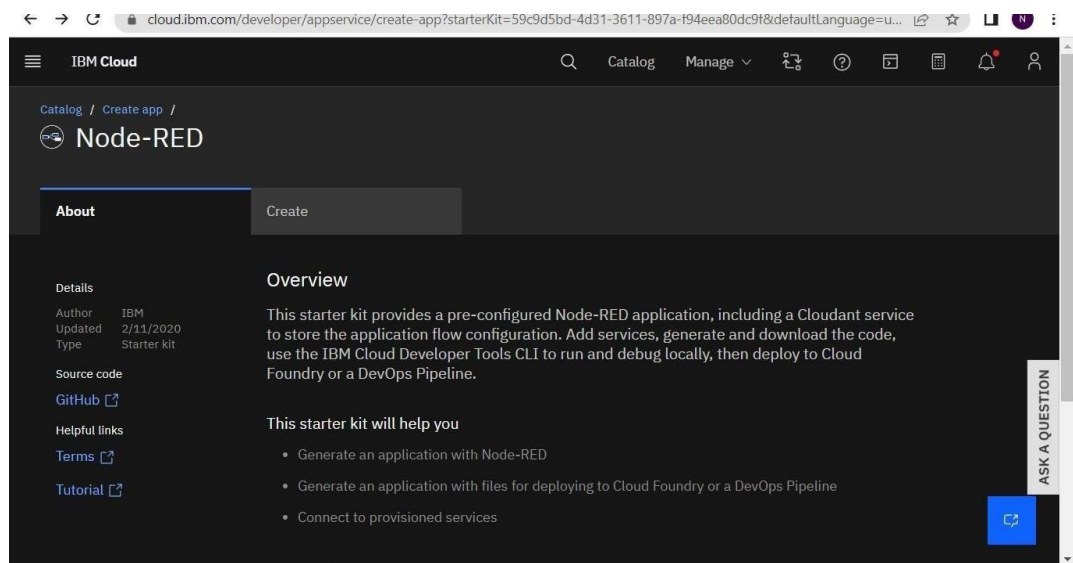 cloud.ibm.com/developer/appservice/create-app?starterKit=59c9d5bd-4d31-3611-897a-f94eea80dc9f&defaultLanguage=u...
N
IBM Cloud
Catalog
Manage
Catalog / Create app /
Node-RED
About
Create
Details
Author IBM
Updated 2/11/2020
Type Starter kit
Source code
GitHub
Helpful links
Terms
Tutorial
Overview
This starter kit provides a pre-configured Node-RED application, including a Cloudant service
to store the application flow configuration. Add services, generate and download the code,
use the IBM Cloud Developer Tools CLI to run and debug locally, then deploy to Cloud
Foundry or a DevOps Pipeline.
This starter kit will help you
• Generate an application with Node-RED
• Generate an application with files for deploying to Cloud Foundry or a DevOps Pipeline
• Connect to provisioned services
ASK A QUESTION